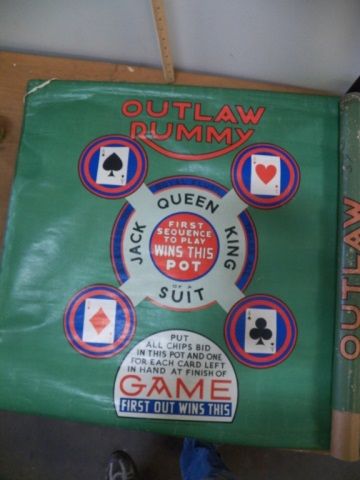 OUTLAW
RUMMY
JACK QUEEN KING
FIRST
SEQUENCE
TO PLAY
WINS THIS
POT
OF A
SUIT
PUT
ALL CHIPS BID
IN THIS POT AND ONE
FOR EACH CARD LEFT
IN HAND AT FINISH OF
GAME
FIRST OUT WINS THIS
OUTLAW